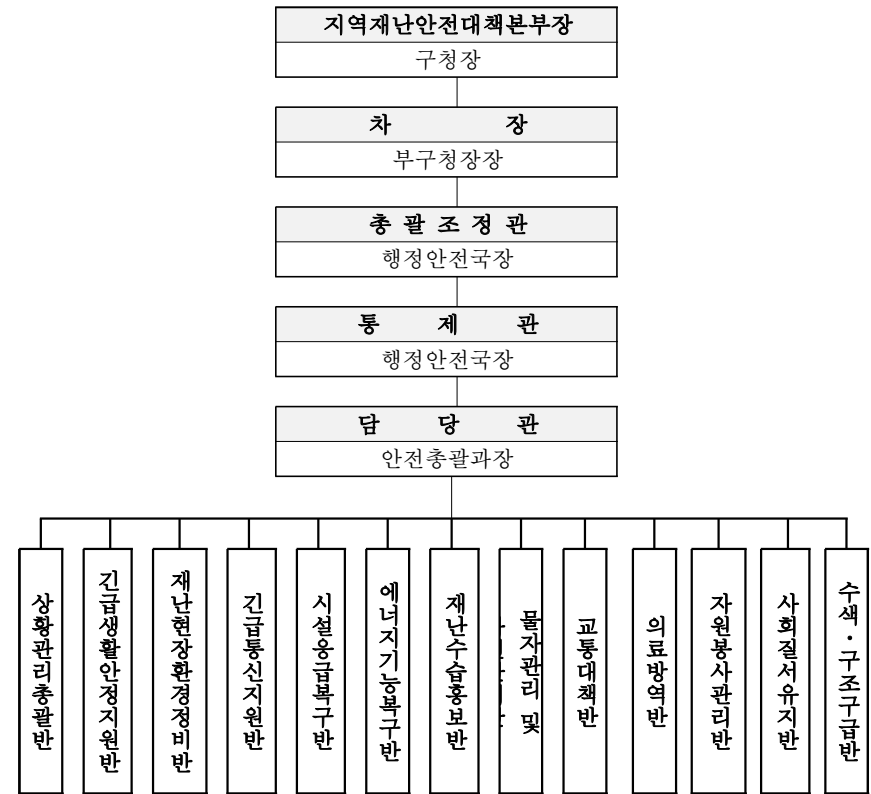 지역재난안전대책본부장
구청장
차 장
부구청장장
총 괄 조 정 관
행정안전국장
통 제 관
행정안전국장
담 당 관
안전총괄과장
상황관리총괄반
긴급생활안정지원반
재난현장환경정비반
긴급통신지원반
시설응급복구반
에너지기능복구반
재난수습홍보반
물자관리 및
교통대책반
의료방역반
자원봉사관리반
사회질서유지반
수색·구조구급반